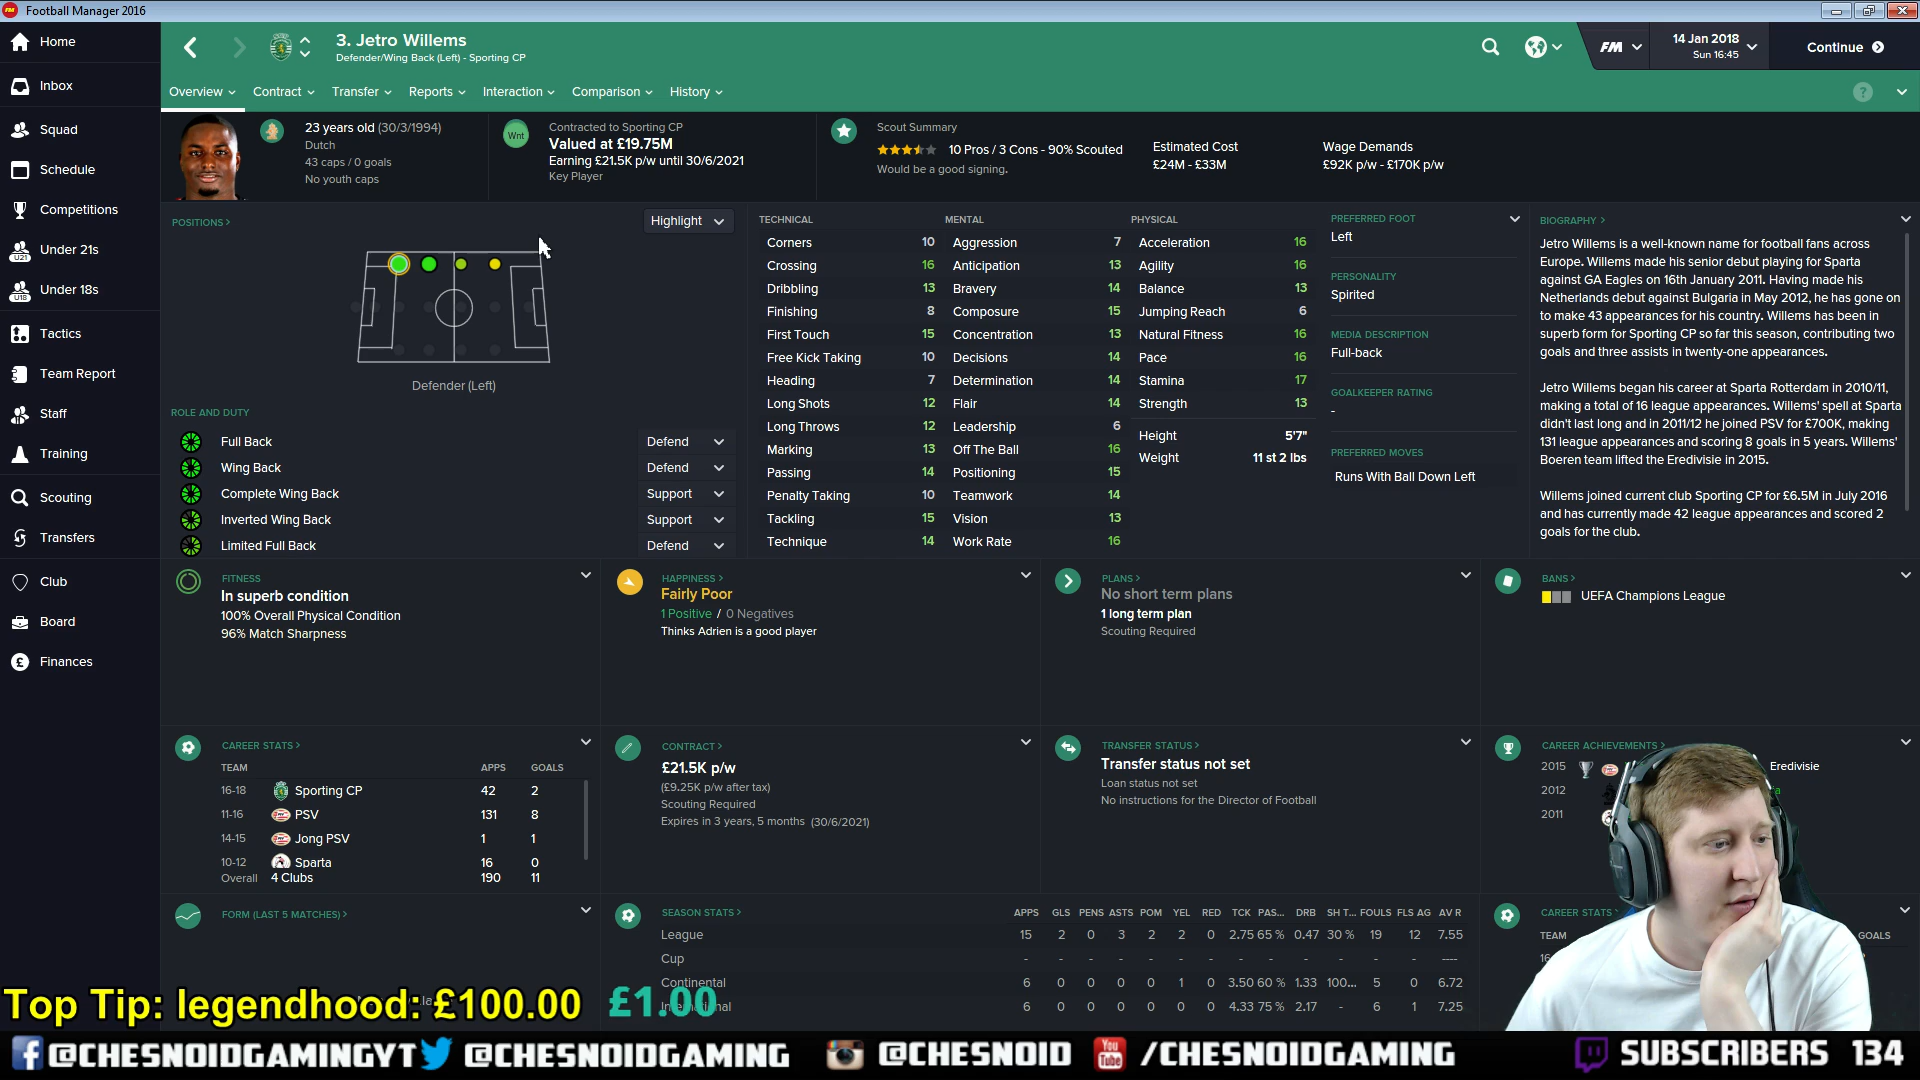 Football Manager 2016
Home
Inbox
Squad
Schedule
Competitions
Under 21s
Under 18s
Tactics
Team Report
Staff
Training
Scouting
Transfers
Club
Board
Finances
3. Jetro Willems
Defender/Wing Back (Left) - Sporting CP
FM
14 Jan 2018
Sun 16:45
Continue
Overview
Contract
Transfer
Reports
Interaction
Comparison
History
?
23 years old (30/3/1994)
Dutch
43 caps / 0 goals
No youth caps
Wnt
Contracted to Sporting CP
Valued at £19.75M
Earning £21.5K p/w until 30/6/2021
Key Player
Scout Summary
10 Pros / 3 Cons - 90% Scouted
Would be a good signing.
Estimated Cost
£24M - £33M
Wage Demands
£92K p/w - £170K p/w
POSITIONS >
Highlight
Defender (Left)
ROLE AND DUTY
Full Back Defend
Wing Back Defend
Complete Wing Back Support
Inverted Wing Back Support
Limited Full Back Defend
TECHNICAL
Corners 10
Crossing 16
Dribbling 13
Finishing 8
First Touch 15
Free Kick Taking 10
Heading 7
Long Shots 12
Long Throws 12
Marking 13
Passing 14
Penalty Taking 10
Tackling 15
Technique 14
MENTAL
Aggression 7
Anticipation 13
Bravery 14
Composure 15
Concentration 13
Decisions 14
Determination 14
Flair 14
Leadership 6
Off The Ball 16
Positioning 15
Teamwork 14
Vision 13
Work Rate 16
PHYSICAL
Acceleration 16
Agility 16
Balance 13
Jumping Reach 6
Natural Fitness 16
Pace 16
Stamina 17
Strength 13
Height 5'7"
Weight 11 st 2 lbs
PREFERRED FOOT
Left
PERSONALITY
Spirited
MEDIA DESCRIPTION
Full-back
GOALKEEPER RATING
-
PREFERRED MOVES
Runs With Ball Down Left
BIOGRAPHY >
Jetro Willems is a well-known name for football fans across
Europe. Willems made his senior debut playing for Sparta
against GA Eagles on 16th January 2011. Having made his
Netherlands debut against Bulgaria in May 2012, he has gone on
to make 43 appearances for his country. Willems has been in
superb form for Sporting CP so far this season, contributing two
goals and three assists in twenty-one appearances.
Jetro Willems began his career at Sparta Rotterdam in 2010/11,
making a total of 16 league appearances. Willems' spell at Sparta
didn't last long and in 2011/12 he joined PSV for £700K, making
131 league appearances and scoring 8 goals in 5 years. Willems'
Boeren team lifted the Eredivisie in 2015.
Willems joined current club Sporting CP for £6.5M in July 2016
and has currently made 42 league appearances and scored 2
goals for the club.
FITNESS
In superb condition
100% Overall Physical Condition
96% Match Sharpness
HAPPINESS >
Fairly Poor
1 Positive / 0 Negatives
Thinks Adrien is a good player
PLANS >
No short term plans
1 long term plan
Scouting Required
BANS >
UEFA Champions League
CAREER STATS >
TEAM APPS GOALS
16-18 Sporting CP 42 2
11-16 PSV 131 8
14-15 Jong PSV 1 1
10-12 Sparta 16 0
Overall 4 Clubs 190 11
CONTRACT >
£21.5K p/w
(£9.25K p/w after tax)
Scouting Required
Expires in 3 years, 5 months (30/6/2021)
TRANSFER STATUS >
Transfer status not set
Loan status not set
No instructions for the Director of Football
CAREER ACHIEVEMENTS >
2015 Eredivisie
2012
2011
FORM (LAST 5 MATCHES) >
SEASON STATS >
APPS GLS PENS ASTS POM YEL RED TCK PAS... DRB SH T... FOULS FLS AG AV R
League 15 2 0 3 2 2 0 2.75 65 % 0.47 30 % 19 12 7.55
Cup - - - - - - - - - - - - - ----
Continental 6 0 0 0 0 1 0 3.50 60 % 1.33 100... 5 0 6.72
International 6 0 0 0 0 0 0 4.33 75 % 2.17 - 6 1 7.25
CAREER STATS
TEAM GOALS
Top Tip: legendhood: £100.00 £1.00
@CHESNOIDGAMINGYT @CHESNOIDGAMING @CHESNOID You Tube /CHESNOIDGAMING SUBSCRIBERS 134